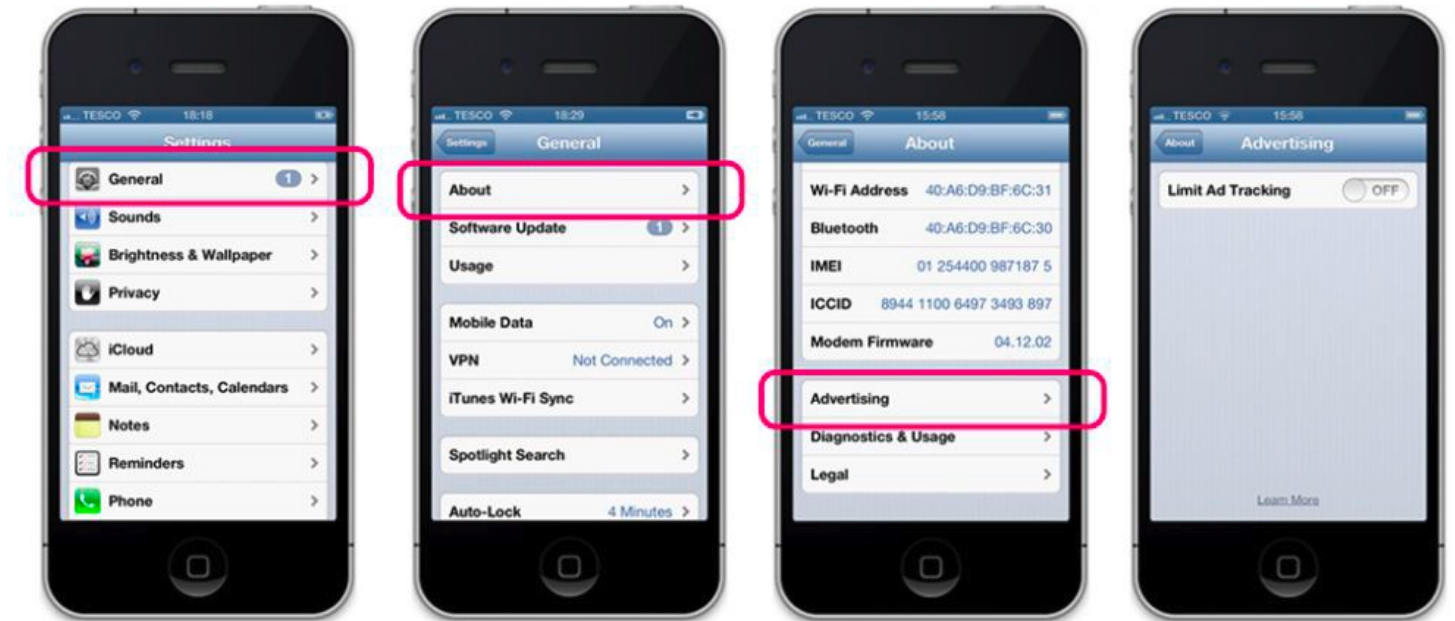 TESCO 18:18
Settings
General 1
Sounds
Brightness & Wallpaper
Privacy
iCloud
Mail, Contacts, Calendars
Notes
Reminders
Phone
TESCO 18:29
Settings General
About
Software Update 1
Usage
Mobile Data On
VPN Not Connected
iTunes Wi-Fi Sync
Spotlight Search
Auto-Lock 4 Minutes
TESCO 15:58
General About
Wi-Fi Address 40:A6:D9:BF:6C:31
Bluetooth 40:A6:D9:BF:6C:30
IMEI 01 254400 987187 5
ICCID 8944 1100 6497 3493 897
Modem Firmware 04.12.02
Advertising
Diagnostics & Usage
Legal
TESCO 15:58
About Advertising
Limit Ad Tracking OFF
Learn More